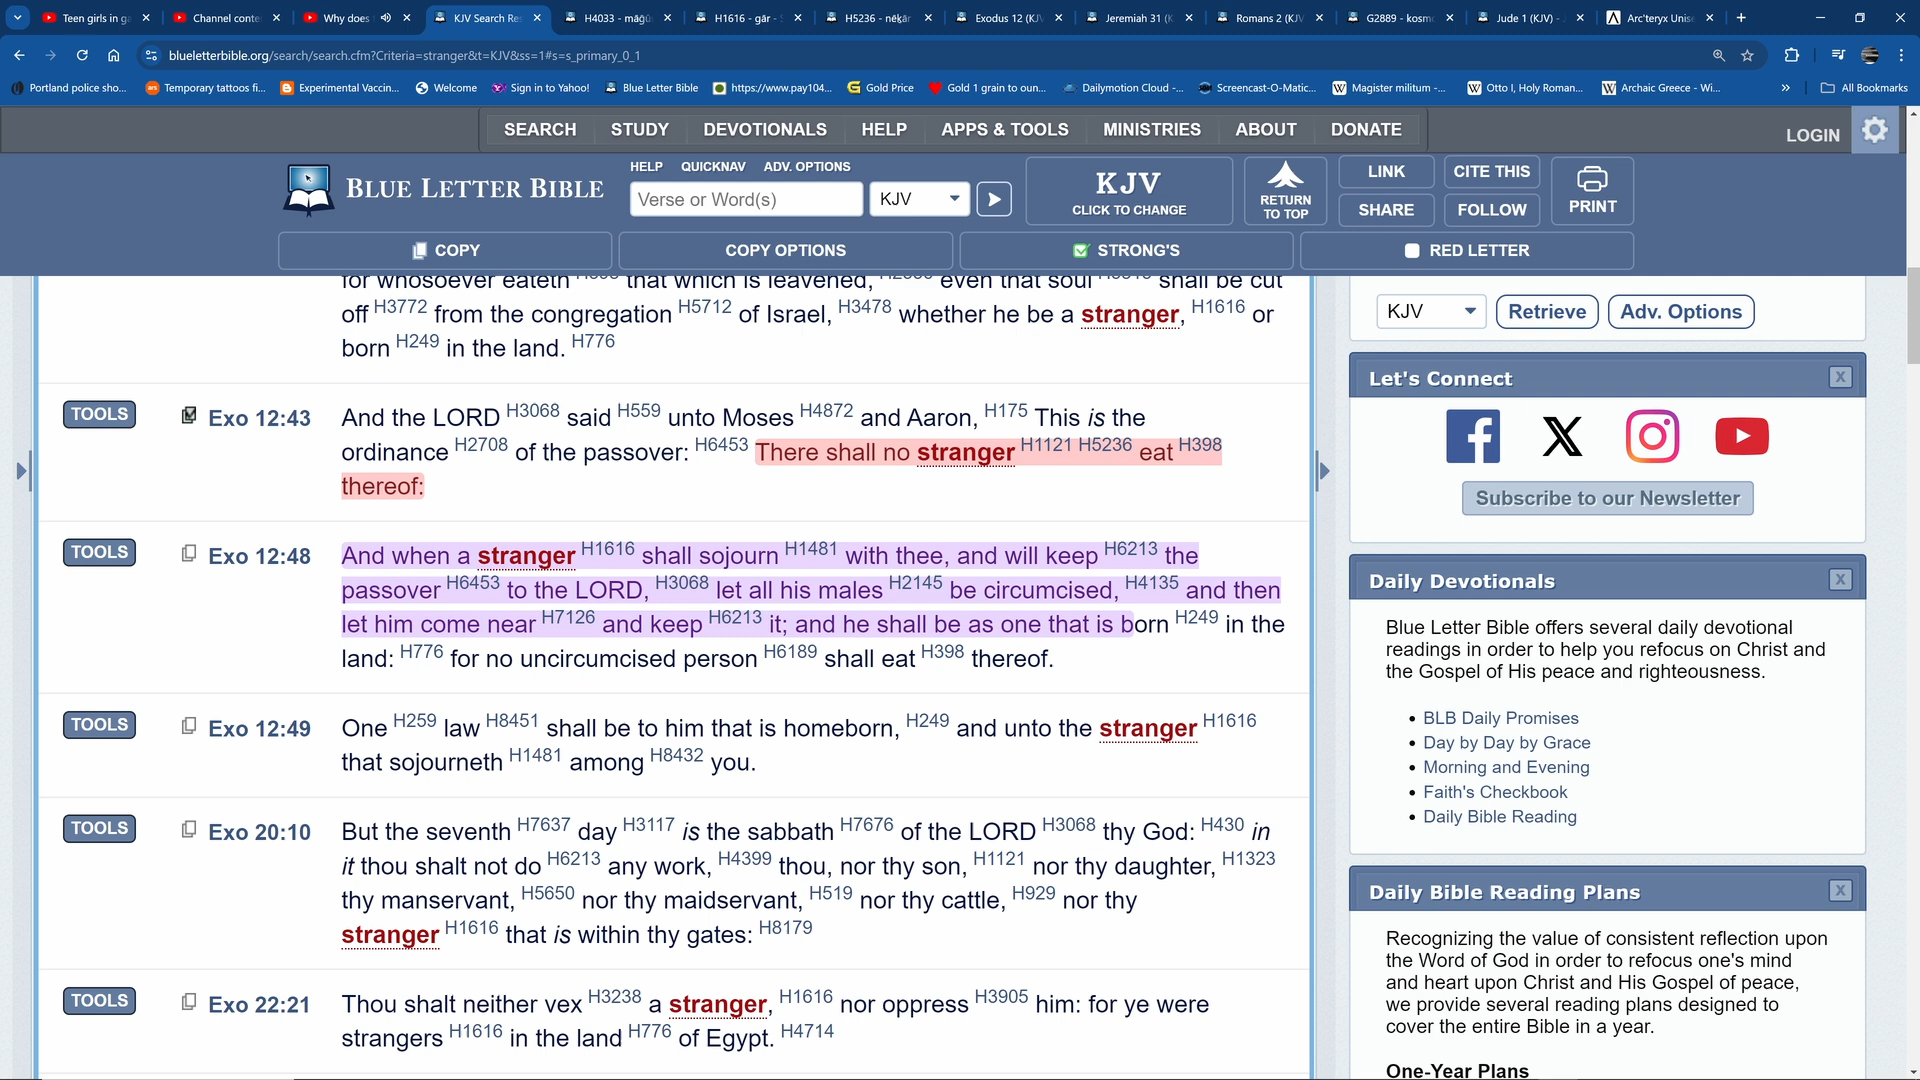 Teen girls in ga
Channel conte
Why does
KJV Search Res
H4033 - māḡû
H1616 - gār -
H5236 - nēḵār
Exodus 12 (KJV
Jeremiah 31 (K
Romans 2 (KJV
G2889 - kosm
Jude 1 (KJV) -
Arc'teryx Unis
blueletterbible.org/search/search.cfm?Criteria=stranger&t=KJV&ss=1#s=s_primary_0_1
Portland police sho...
Temporary tattoos fi...
Experimental Vaccin...
Welcome
Sign in to Yahoo!
Blue Letter Bible
https://www.pay104...
Gold Price
Gold 1 grain to oun...
Dailymotion Cloud -...
Screencast-O-Matic...
Magister militum -...
Otto I, Holy Roman...
Archaic Greece - Wi...
All Bookmarks
SEARCH STUDY DEVOTIONALS HELP APPS & TOOLS MINISTRIES ABOUT DONATE
LOGIN
BLUE LETTER BIBLE
HELP QUICKNAV ADV. OPTIONS
Verse or Word(s)
KJV
KJV
CLICK TO CHANGE
RETURN
TO TOP
LINK
CITE THIS
SHARE
FOLLOW
PRINT
COPY
COPY OPTIONS
STRONG'S
RED LETTER
for whosoever eateth that which is leavened, even that soul shall be cut
off H3772 from the congregation H5712 of Israel, H3478 whether he be a stranger, H1616 or
born H249 in the land. H776
TOOLS
Exo 12:43
And the LORD H3068 said H559 unto Moses H4872 and Aaron, H175 This is the
ordinance H2708 of the passover: H6453 There shall no stranger H1121 H5236 eat H398
thereof:
TOOLS
Exo 12:48
And when a stranger H1616 shall sojourn H1481 with thee, and will keep H6213 the
passover H6453 to the LORD, H3068 let all his males H2145 be circumcised, H4135 and then
let him come near H7126 and keep H6213 it; and he shall be as one that is born H249 in the
land: H776 for no uncircumcised person H6189 shall eat H398 thereof.
TOOLS
Exo 12:49
One H259 law H8451 shall be to him that is homeborn, H249 and unto the stranger H1616
that sojourneth H1481 among H8432 you.
TOOLS
Exo 20:10
But the seventh H7637 day H3117 is the sabbath H7676 of the LORD H3068 thy God: H430 in
it thou shalt not do H6213 any work, H4399 thou, nor thy son, H1121 nor thy daughter, H1323
thy manservant, H5650 nor thy maidservant, H519 nor thy cattle, H929 nor thy
stranger H1616 that is within thy gates: H8179
TOOLS
Exo 22:21
Thou shalt neither vex H3238 a stranger, H1616 nor oppress H3905 him: for ye were
strangers H1616 in the land H776 of Egypt. H4714
KJV
Retrieve
Adv. Options
Let's Connect
X
Subscribe to our Newsletter
Daily Devotionals
X
Blue Letter Bible offers several daily devotional
readings in order to help you refocus on Christ and
the Gospel of His peace and righteousness.
• BLB Daily Promises
• Day by Day by Grace
• Morning and Evening
• Faith's Checkbook
• Daily Bible Reading
Daily Bible Reading Plans
X
Recognizing the value of consistent reflection upon
the Word of God in order to refocus one's mind
and heart upon Christ and His Gospel of peace,
we provide several reading plans designed to
cover the entire Bible in a year.
One-Year Plans